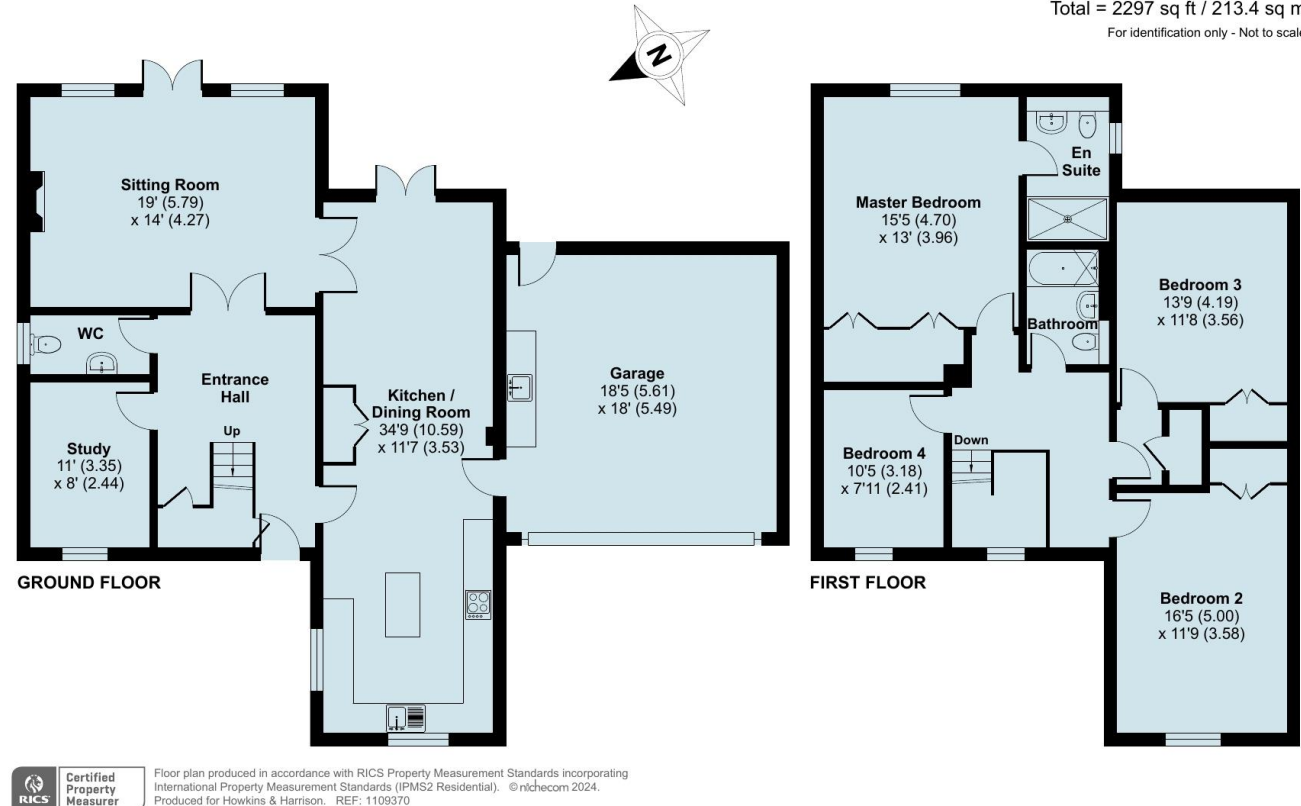 Total = 2297 sq ft / 213.4 sq m
For identification only - Not to scale
N
Sitting Room
19' (5.79)
x 14' (4.27)
WC
Entrance
Hall
Up
Study
11' (3.35)
x 8' (2.44)
Kitchen /
Dining Room
34'9 (10.59)
x 11'7 (3.53)
Garage
18'5 (5.61)
x 18' (5.49)
GROUND FLOOR
Master Bedroom
15'5 (4.70)
x 13' (3.96)
En
Suite
Bathroom
Bedroom 3
13'9 (4.19)
x 11'8 (3.56)
Bedroom 4
10'5 (3.18)
x 7'11 (2.41)
Down
Bedroom 2
16'5 (5.00)
x 11'9 (3.58)
FIRST FLOOR
RICS
Certified
Property
Measurer
Floor plan produced in accordance with RICS Property Measurement Standards incorporating
International Property Measurement Standards (IPMS2 Residential). © nichecom 2024.
Produced for Howkins & Harrison. REF: 1109370